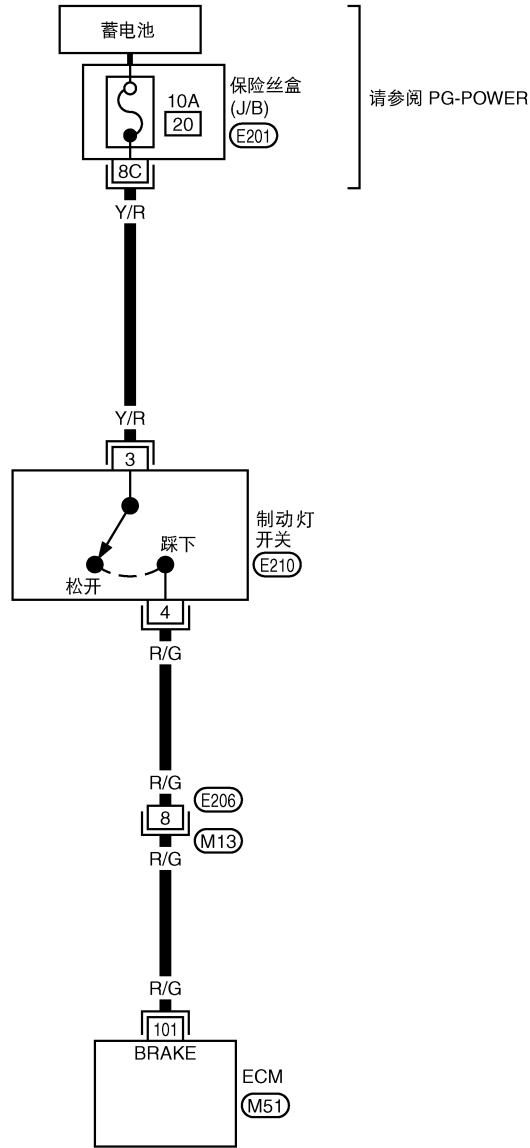 蓄电池
10A
20
保险丝盒
(J/B)
E201
请参阅 PG-POWER
8C
Y/R
Y/R
3
制动灯
开关
E210
踩下
松开
4
R/G
R/G
E206
8
M13
R/G
R/G
101
BRAKE
ECM
M51